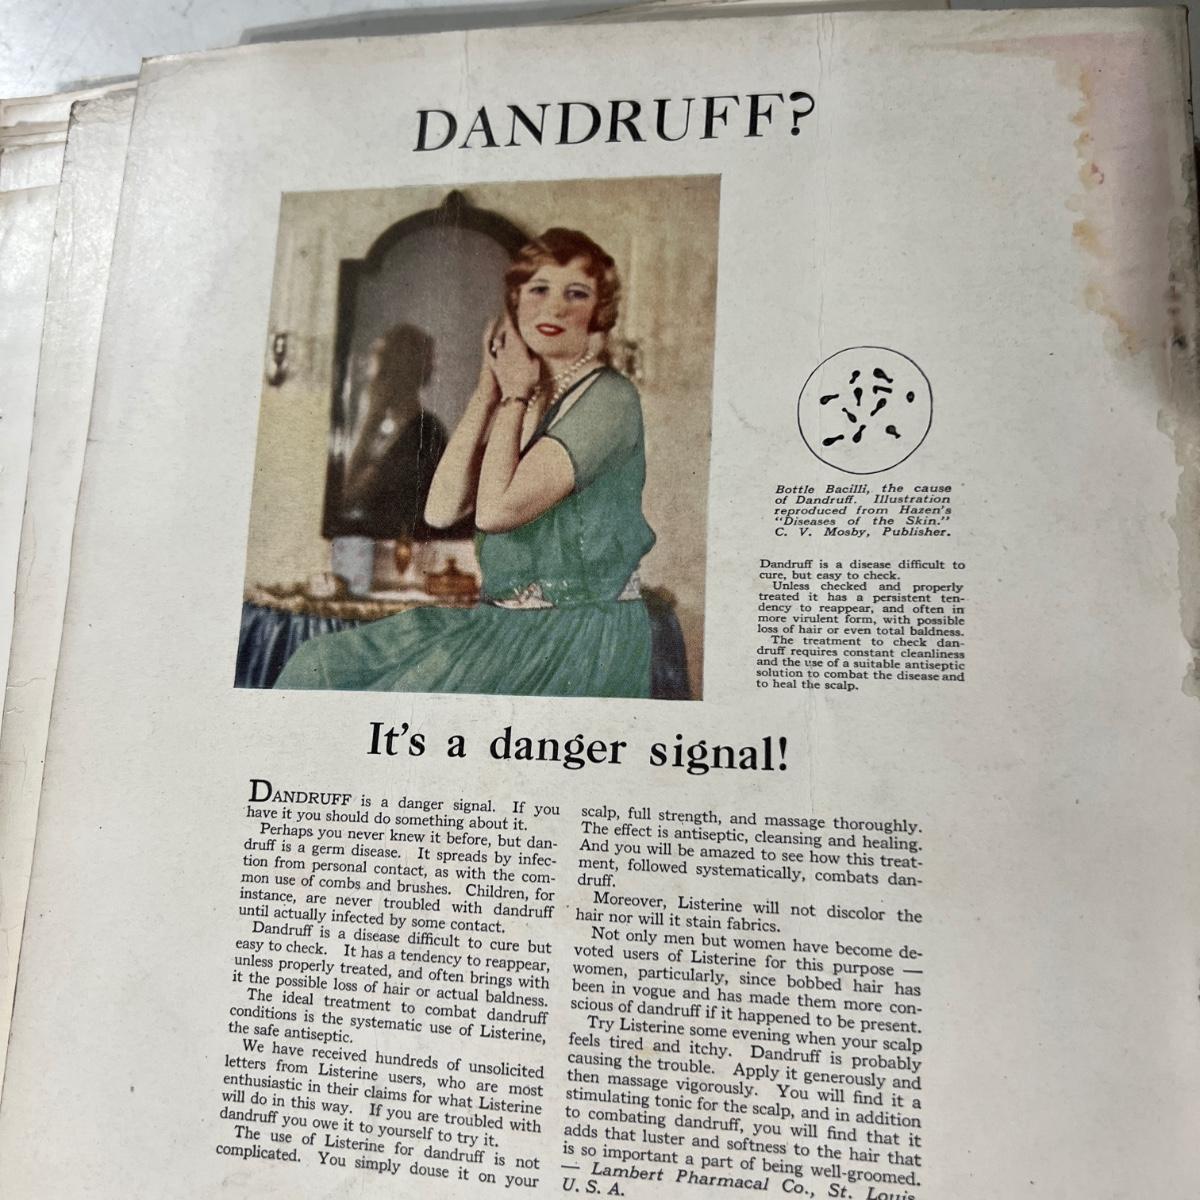 DANDRUFF?
Bottle Bacilli, the cause
of Dandruff. Illustration
reproduced from Hazen's
"Diseases of the Skin."
C. V. Mosby, Publisher.
Dandruff is a disease difficult to
cure, but easy to check.
Unless checked and properly
treated it has a persistent ten-
dency to reappear, and often in
more virulent form, with possible
loss of hair or even total baldness.
The treatment to check dan-
druff requires constant cleanliness
and the use of a suitable antiseptic
solution to combat the disease and
to heal the scalp.
It's a danger signal!
DANDRUFF is a danger signal. If you
have it you should do something about it.
Perhaps you never knew it before, but dan-
druff is a germ disease. It spreads by infec-
tion from personal contact, as with the com-
mon use of combs and brushes. Children, for
instance, are never troubled with dandruff
until actually infected by some contact.
Dandruff is a disease difficult to cure but
easy to check. It has a tendency to reappear,
unless properly treated, and often brings with
it the possible loss of hair or actual baldness.
The ideal treatment to combat dandruff
conditions is the systematic use of Listerine,
the safe antiseptic.
We have received hundreds of unsolicited
letters from Listerine users, who are most
enthusiastic in their claims for what Listerine
will do in this way. If you are troubled with
dandruff you owe it to yourself to try it.
The use of Listerine for dandruff is not
complicated. You simply douse it on your
scalp, full strength, and massage thoroughly.
The effect is antiseptic, cleansing and healing.
And you will be amazed to see how this treat-
ment, followed systematically, combats dan-
druff.
Moreover, Listerine will not discolor the
hair nor will it stain fabrics.
Not only men but women have become de-
voted users of Listerine for this purpose —
women, particularly, since bobbed hair has
been in vogue and has made them more con-
scious of dandruff if it happened to be present.
Try Listerine some evening when your scalp
feels tired and itchy. Dandruff is probably
causing the trouble. Apply it generously and
then massage vigorously. You will find it a
stimulating tonic for the scalp, and in addition
to combating dandruff, you will find that it
adds that luster and softness to the hair that
is so important a part of being well-groomed.
— Lambert Pharmacal Co., St. Louis,
U. S. A.